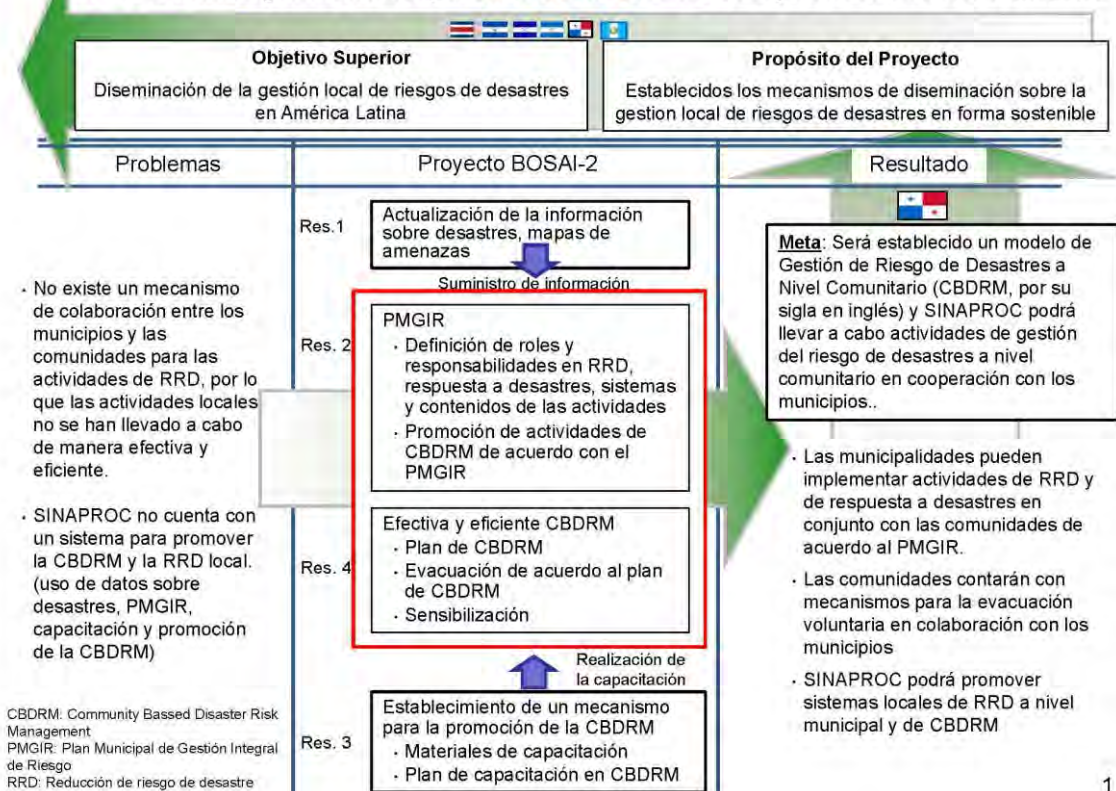 Objetivo Superior
Diseminación de la gestión local de riesgos de desastres
en América Latina
Propósito del Proyecto
Establecidos los mecanismos de diseminación sobre la
gestion local de riesgos de desastres en forma sostenible
Problemas
Proyecto BOSAI-2
Resultado
· No existe un mecanismo
de colaboración entre los
municipios y las
comunidades para las
actividades de RRD, por lo
que las actividades locales
no se han llevado a cabo
de manera efectiva y
eficiente.
· SINAPROC no cuenta con
un sistema para promover
la CBDRM y la RRD local.
(uso de datos sobre
desastres, PMGIR,
capacitación y promoción
de la CBDRM)
CBDRM: Community Bassed Disaster Risk
Management
PMGIR: Plan Municipal de Gestión Integral
de Riesgo
RRD: Reducción de riesgo de desastre
Res.1
Actualización de la información
sobre desastres, mapas de
amenazas
Suministro de información
Res. 2
PMGIR
· Definición de roles y
responsabilidades en RRD,
respuesta a desastres, sistemas
y contenidos de las actividades
· Promoción de actividades de
CBDRM de acuerdo con el
PMGIR
Res. 4
Efectiva y eficiente CBDRM
· Plan de CBDRM
· Evacuación de acuerdo al plan
de CBDRM
· Sensibilización
Realización de
la capacitación
Res. 3
Establecimiento de un mecanismo
para la promoción de la CBDRM
· Materiales de capacitación
· Plan de capacitación en CBDRM
Meta: Será establecido un modelo de
Gestión de Riesgo de Desastres a
Nivel Comunitario (CBDRM, por su
sigla en inglés) y SINAPROC podrá
llevar a cabo actividades de gestión
del riesgo de desastres a nivel
comunitario en cooperación con los
municipios..
· Las municipalidades pueden
implementar actividades de RRD y
de respuesta a desastres en
conjunto con las comunidades de
acuerdo al PMGIR.
· Las comunidades contarán con
mecanismos para la evacuación
voluntaria en colaboración con los
municipios
· SINAPROC podrá promover
sistemas locales de RRD a nivel
municipal y de CBDRM
1